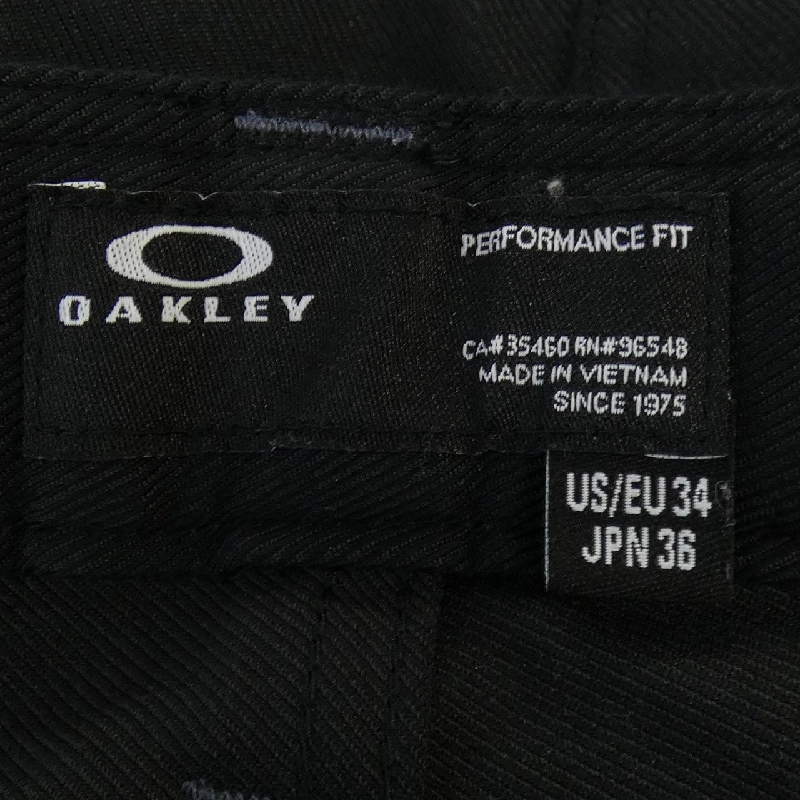 OAKLEY
PERFORMANCE FIT
CA#35460 RN#96548
MADE IN VIETNAM
SINCE 1975
US/EU 34
JPN 36